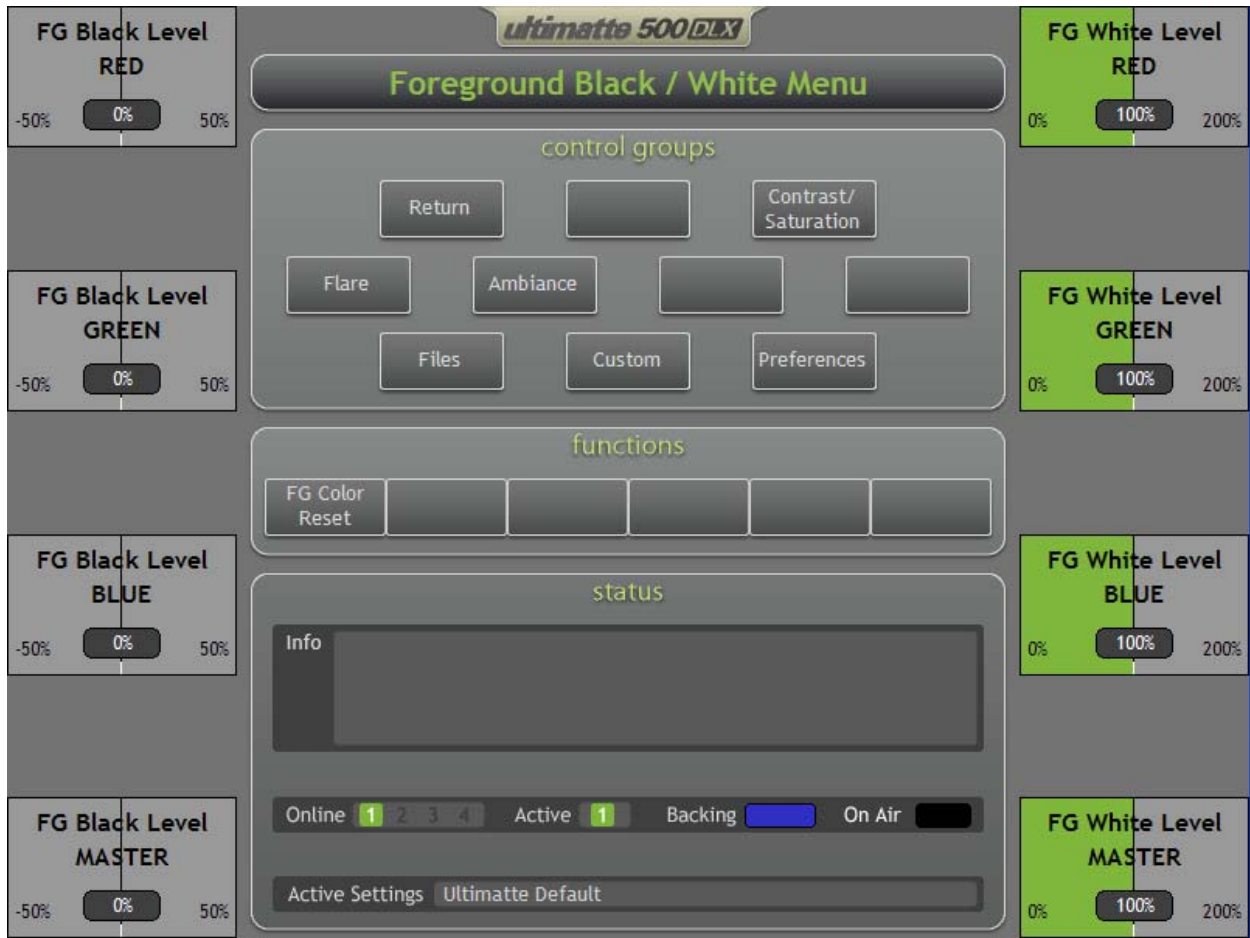 ultimatte 500 DLX
Foreground Black / White Menu
FG Black Level
RED
-50% 0% 50%
FG White Level
RED
0% 100% 200%
control groups
Return
Contrast/
Saturation
Flare
Ambiance
FG Black Level
GREEN
-50% 0% 50%
FG White Level
GREEN
0% 100% 200%
Files
Custom
Preferences
functions
FG Color
Reset
FG Black Level
BLUE
-50% 0% 50%
FG White Level
BLUE
0% 100% 200%
status
Info
Online 1 2 3 4 Active 1 Backing On Air
FG Black Level
MASTER
-50% 0% 50%
FG White Level
MASTER
0% 100% 200%
Active Settings Ultimatte Default